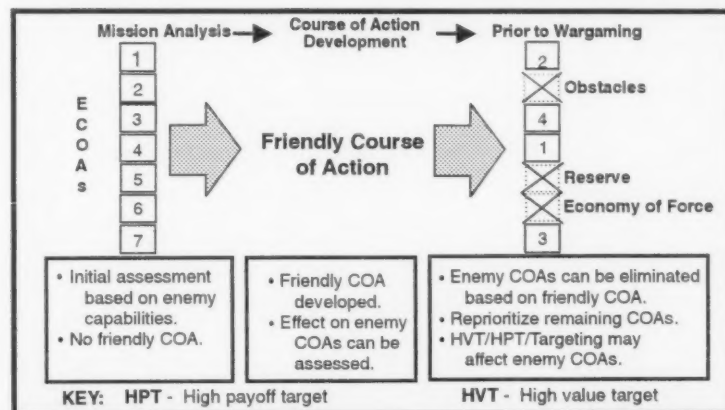 Mission Analysis
Course of Action
Development
Prior to Wargaming
E
C
O
A
s
1
2
3
4
5
6
7
Friendly Course
of Action
2
Obstacles
4
1
Reserve
Economy of Force
3
• Initial assessment
based on enemy
capabilities.
• No friendly COA.
• Friendly COA
developed.
• Effect on enemy
COAs can be
assessed.
• Enemy COAs can be eliminated
based on friendly COA.
• Reprioritize remaining COAs.
• HVT/HPT/Targeting may
affect enemy COAs.
KEY: HPT - High payoff target
HVT - High value target